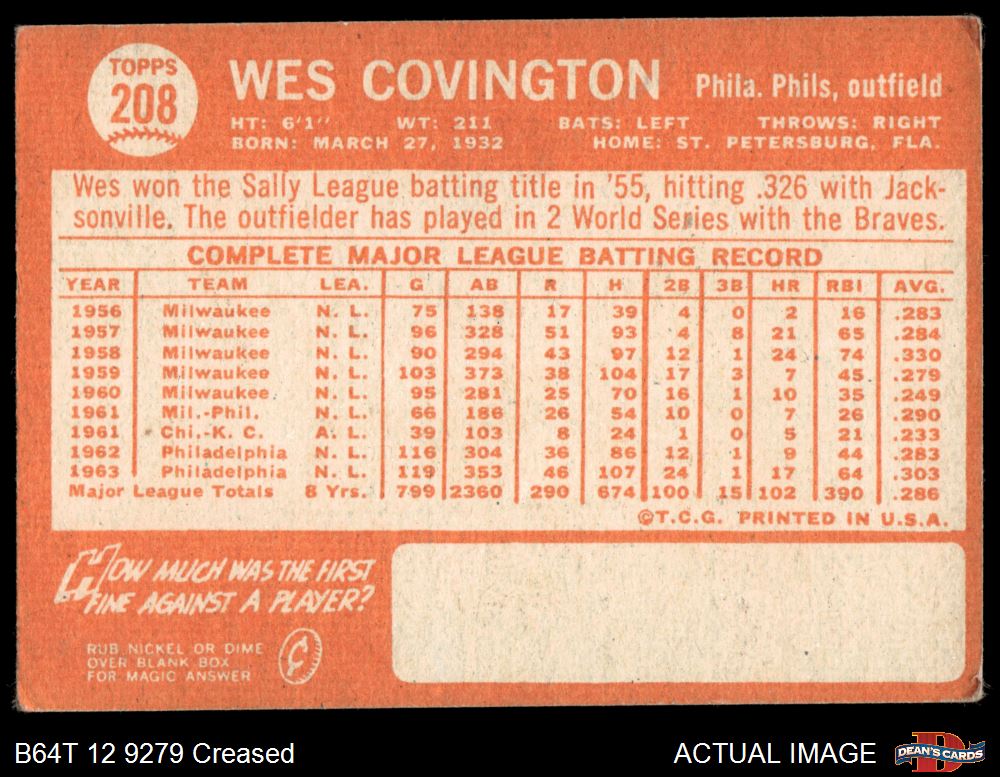 TOPPS
208
WES COVINGTON Phila. Phils, outfield
HT: 6'1" WT: 211 BATS: LEFT THROWS: RIGHT
BORN: MARCH 27, 1932 HOME: ST. PETERSBURG, FLA.
Wes won the Sally League batting title in '55, hitting .326 with Jack-
sonville. The outfielder has played in 2 World Series with the Braves.
COMPLETE MAJOR LEAGUE BATTING RECORD
YEAR TEAM LEA. G AB R H 2B 3B HR RBI AVG.
1956 Milwaukee N. L. 75 138 17 39 4 0 2 16 .283
1957 Milwaukee N. L. 96 328 51 93 4 8 21 65 .284
1958 Milwaukee N. L. 90 294 43 97 12 1 24 74 .330
1959 Milwaukee N. L. 103 373 38 104 17 3 7 45 .279
1960 Milwaukee N. L. 95 281 25 70 16 1 10 35 .249
1961 Mil.-Phil. N. L. 66 186 26 54 10 0 7 26 .290
1961 Chi.-K. C. A. L. 39 103 8 24 1 0 5 21 .233
1962 Philadelphia N. L. 116 304 36 86 12 1 9 44 .283
1963 Philadelphia N. L. 119 353 46 107 24 1 17 64 .303
Major League Totals 8 Yrs. 799 2360 290 674 100 15 102 390 .286
©T.C.G. PRINTED IN U.S.A.
HOW MUCH WAS THE FIRST
FINE AGAINST A PLAYER?
RUB NICKEL OR DIME
OVER BLANK BOX
FOR MAGIC ANSWER
¢
B64T 12 9279 Creased ACTUAL IMAGE DEAN'S CARDS